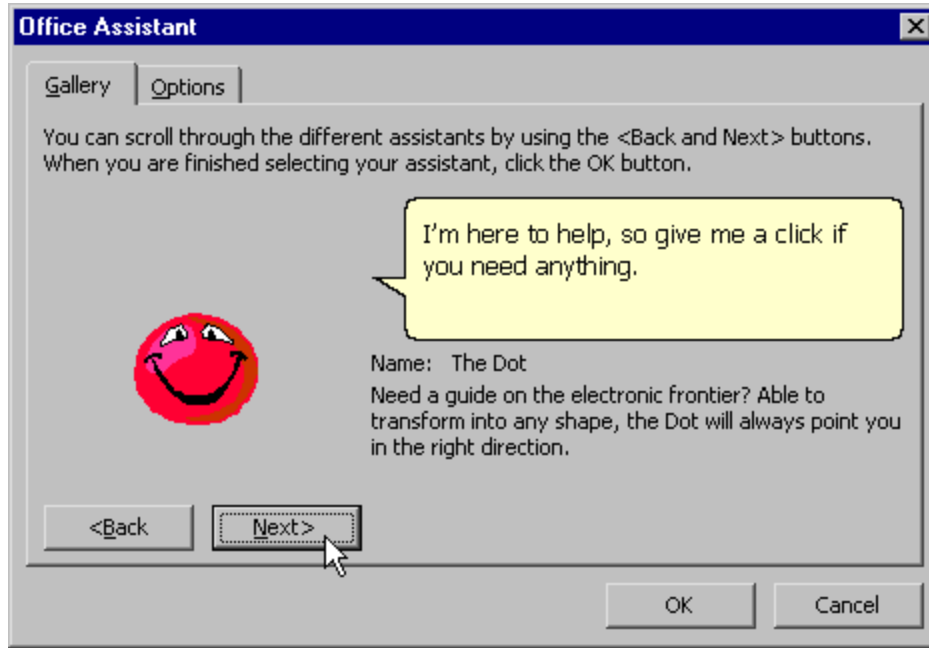 Office Assistant
Gallery Options
You can scroll through the different assistants by using the <Back and Next> buttons.
When you are finished selecting your assistant, click the OK button.
I'm here to help, so give me a click if
you need anything.
Name: The Dot
Need a guide on the electronic frontier? Able to
transform into any shape, the Dot will always point you
in the right direction.
<Back Next>
OK Cancel